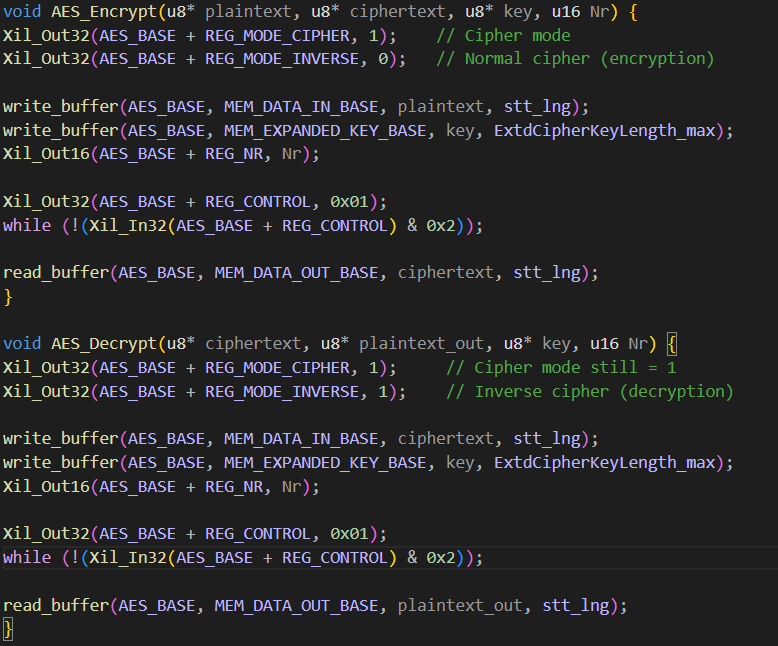 void AES_Encrypt(u8* plaintext, u8* ciphertext, u8* key, u16 Nr) {
Xil_Out32(AES_BASE + REG_MODE_CIPHER, 1);    // Cipher mode
Xil_Out32(AES_BASE + REG_MODE_INVERSE, 0);   // Normal cipher (encryption)

write_buffer(AES_BASE, MEM_DATA_IN_BASE, plaintext, stt_lng);
write_buffer(AES_BASE, MEM_EXPANDED_KEY_BASE, key, ExtdCipherKeyLength_max);
Xil_Out16(AES_BASE + REG_NR, Nr);

Xil_Out32(AES_BASE + REG_CONTROL, 0x01);
while (!(Xil_In32(AES_BASE + REG_CONTROL) & 0x2));

read_buffer(AES_BASE, MEM_DATA_OUT_BASE, ciphertext, stt_lng);
}

void AES_Decrypt(u8* ciphertext, u8* plaintext_out, u8* key, u16 Nr) {
Xil_Out32(AES_BASE + REG_MODE_CIPHER, 1);     // Cipher mode still = 1
Xil_Out32(AES_BASE + REG_MODE_INVERSE, 1);    // Inverse cipher (decryption)

write_buffer(AES_BASE, MEM_DATA_IN_BASE, ciphertext, stt_lng);
write_buffer(AES_BASE, MEM_EXPANDED_KEY_BASE, key, ExtdCipherKeyLength_max);
Xil_Out16(AES_BASE + REG_NR, Nr);

Xil_Out32(AES_BASE + REG_CONTROL, 0x01);
while (!(Xil_In32(AES_BASE + REG_CONTROL) & 0x2));

read_buffer(AES_BASE, MEM_DATA_OUT_BASE, plaintext_out, stt_lng);
}